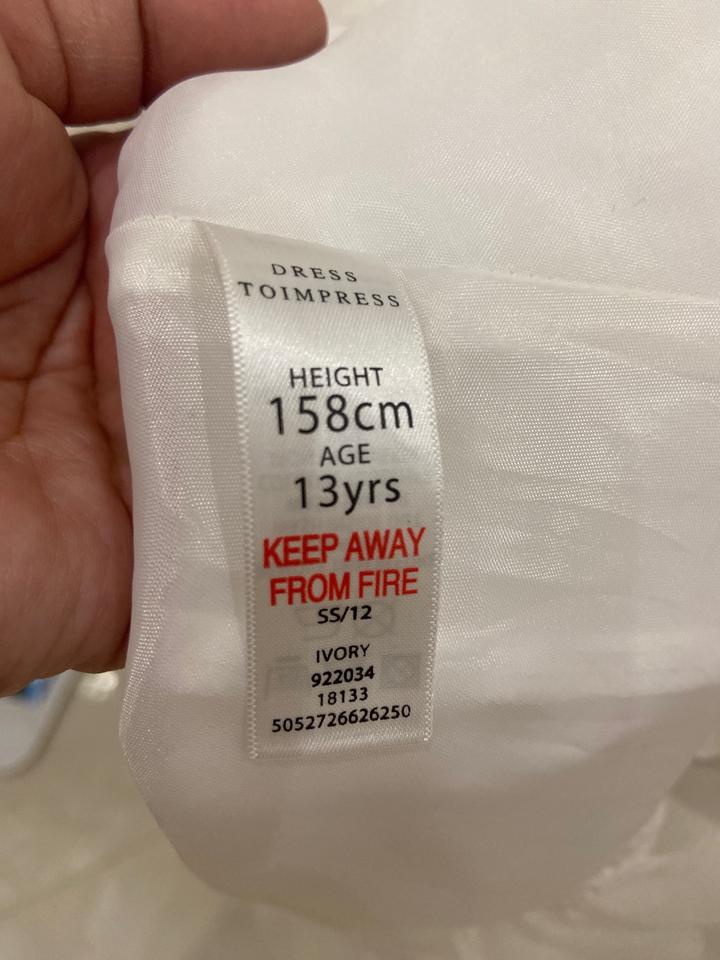 DRESS
TOIMPRESS
HEIGHT
158cm
AGE
13yrs
KEEP AWAY
FROM FIRE
SS/12
IVORY
922034
18133
5052726626250